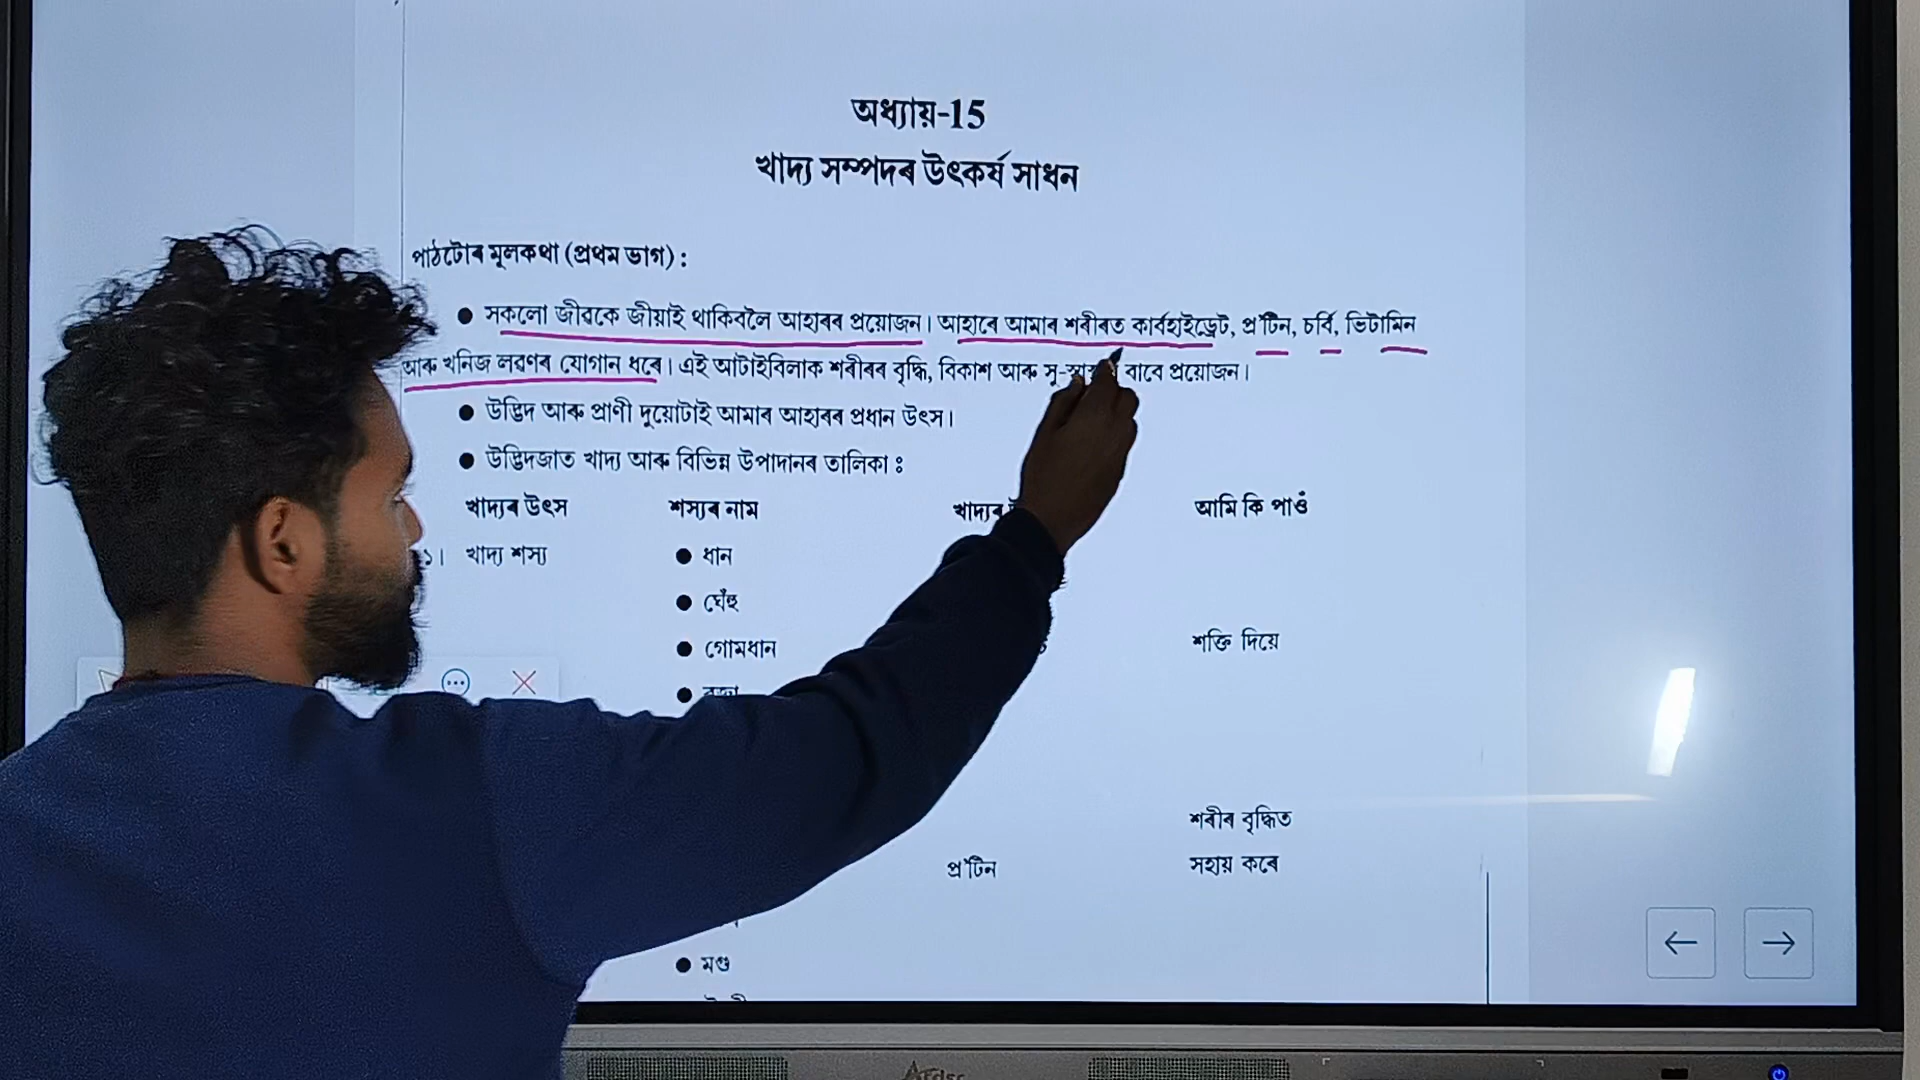 অধ্যায়-15
খাদ্য সম্পদৰ উৎকৰ্ষ সাধন
পাঠটোৰ মূলকথা (প্ৰথম ভাগ) :
● সকলো জীৱকে জীয়াই থাকিবলৈ আহাৰৰ প্ৰয়োজন। আহাৰে আমাৰ শৰীৰত কাৰ্বহাইড্ৰেট, প্ৰ'টিন, চৰ্বি, ভিটামিন
আৰু খনিজ লৱণৰ যোগান ধৰে। এই আটাইবিলাক শৰীৰৰ বৃদ্ধি, বিকাশ আৰু বাবে প্ৰয়োজন।
● উদ্ভিদ আৰু প্ৰাণী দুয়োটাই আমাৰ আহাৰৰ প্ৰধান উৎস।
● উদ্ভিদজাত খাদ্য আৰু বিভিন্ন উপাদানৰ তালিকা ঃ
খাদ্যৰ উৎস শস্যৰ নাম খাদ্যৰ আমি কি পাওঁ
১। খাদ্য শস্য ● ধান
● ঘেঁহু
● গোমধান শক্তি দিয়ে
শৰীৰ বৃদ্ধিত
প্ৰ'টিন সহায় কৰে
● মগু